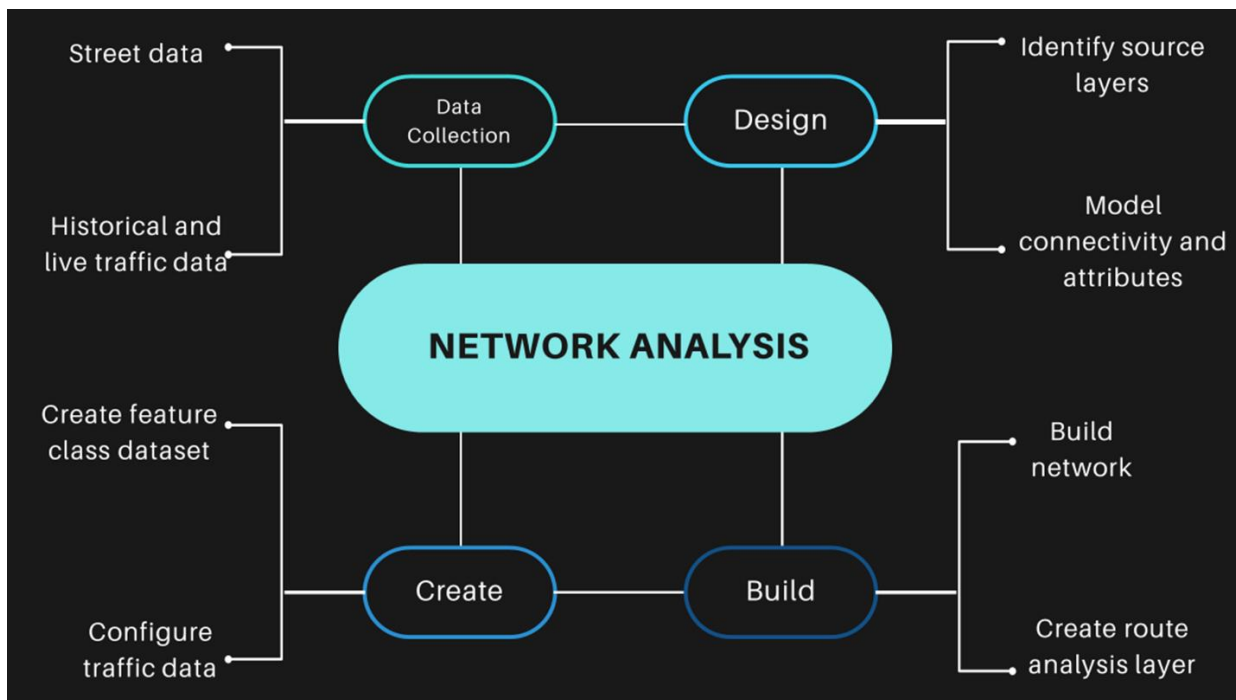 Street data
Historical and
live traffic data
Data
Collection
Design
Identify source
layers
Model
connectivity and
attributes
NETWORK ANALYSIS
Create feature
class dataset
Configure
traffic data
Create
Build
Build
network
Create route
analysis layer